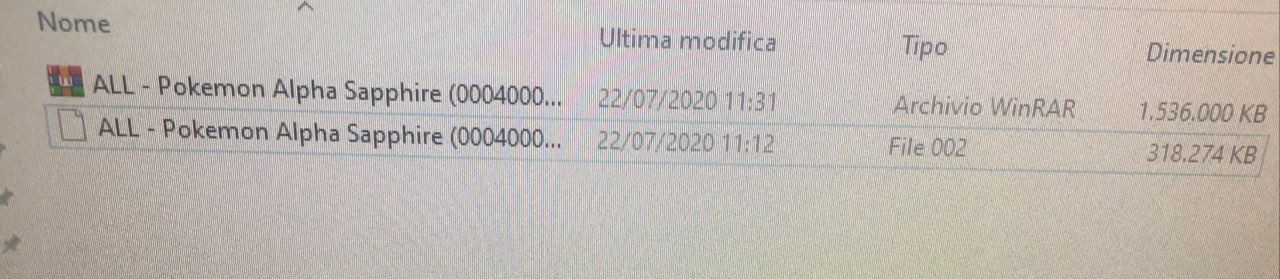 Nome Ultima modifica Tipo Dimensione
ALL - Pokemon Alpha Sapphire (0004000... 22/07/2020 11:31 Archivio WinRAR 1.536.000 KB
ALL - Pokemon Alpha Sapphire (0004000... 22/07/2020 11:12 File 002 318.274 KB